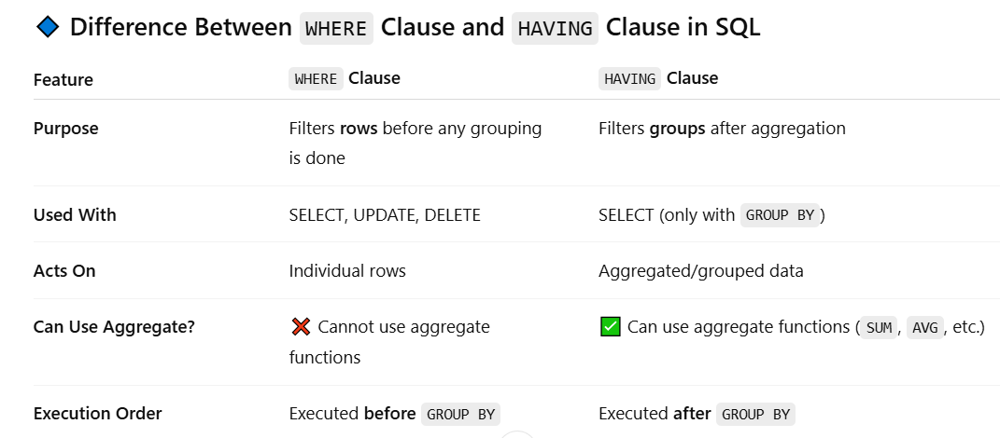 Difference Between WHERE Clause and HAVING Clause in SQL
Feature WHERE Clause HAVING Clause
Purpose Filters rows before any grouping is done Filters groups after aggregation
Used With SELECT, UPDATE, DELETE SELECT (only with GROUP BY)
Acts On Individual rows Aggregated/grouped data
Can Use Aggregate? ❌ Cannot use aggregate functions ✅ Can use aggregate functions (SUM, AVG, etc.)
Execution Order Executed before GROUP BY Executed after GROUP BY